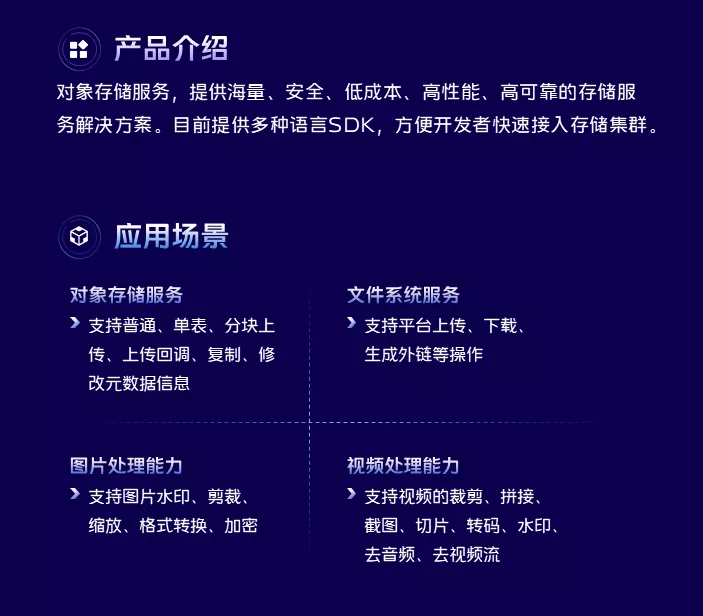 产品介绍
对象存储服务，提供海量、安全、低成本、高性能、高可靠的存储服
务解决方案。目前提供多种语言SDK，方便开发者快速接入存储集群。
应用场景
对象存储服务
支持普通、单表、分块上
传、上传回调、复制、修
改元数据信息
文件系统服务
支持平台上传、下载、
生成外链等操作
图片处理能力
支持图片水印、剪裁、
缩放、格式转换、加密
视频处理能力
支持视频的裁剪、拼接、
截图、切片、转码、水印、
去音频、去视频流